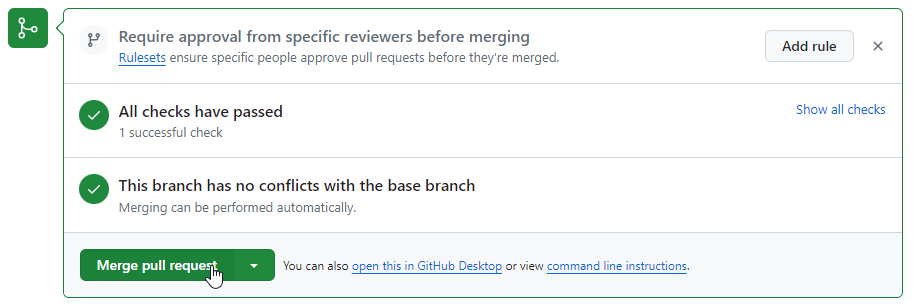 Require approval from specific reviewers before merging
Rulesets ensure specific people approve pull requests before they're merged.
Add rule
All checks have passed
1 successful check
Show all checks
This branch has no conflicts with the base branch
Merging can be performed automatically.
Merge pull request
You can also open this in GitHub Desktop or view command line instructions.